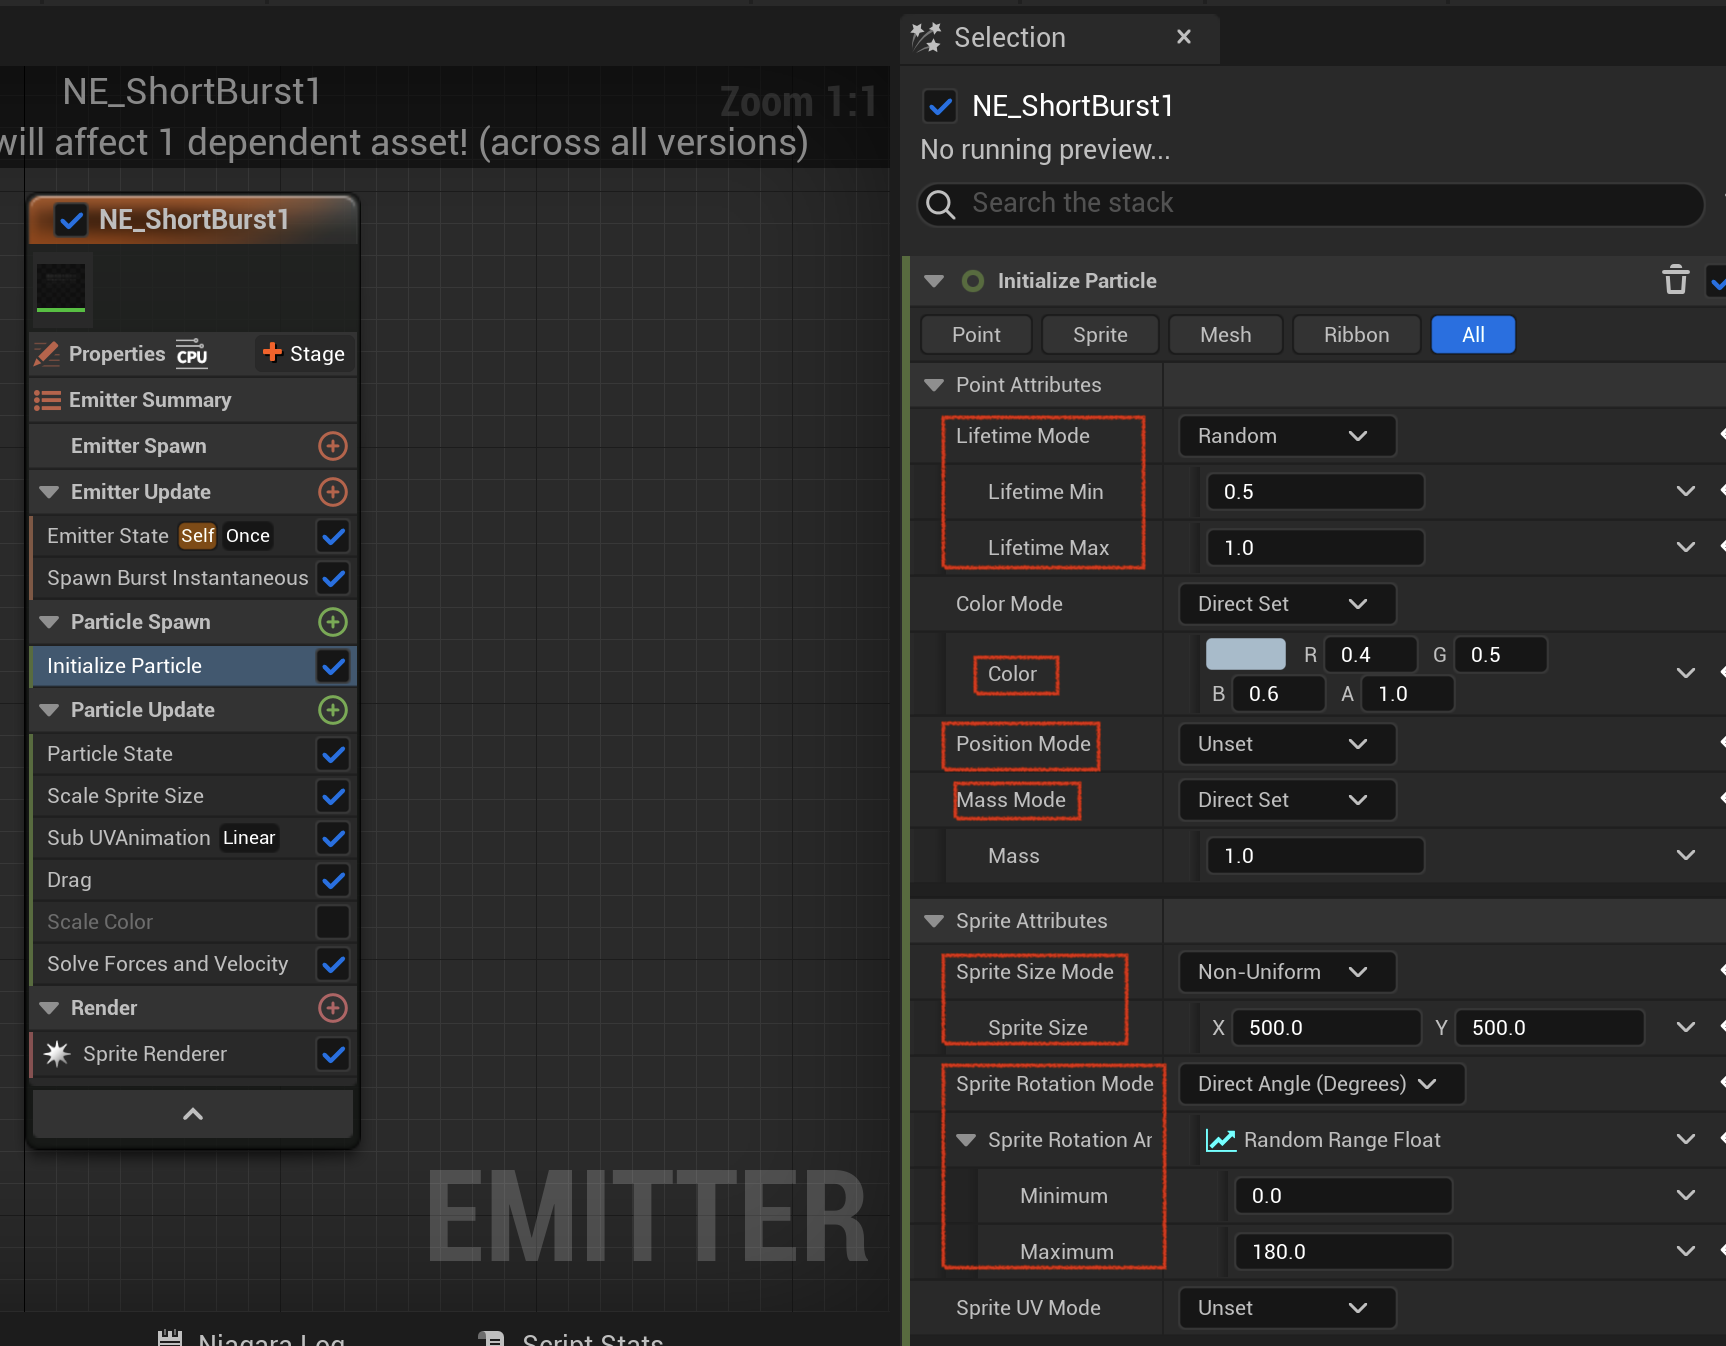 NE_ShortBurst1
Zoom 1:1
will affect 1 dependent asset! (across all versions)
NE_ShortBurst1
Properties CPU Stage
Emitter Summary
Emitter Spawn
Emitter Update
Emitter State Self Once
Spawn Burst Instantaneous
Particle Spawn
Initialize Particle
Particle Update
Particle State
Scale Sprite Size
Sub UVAnimation Linear
Drag
Scale Color
Solve Forces and Velocity
Render
Sprite Renderer
EMITTER
Niagara Log
Script Stats
Selection
NE_ShortBurst1
No running preview...
Search the stack
Initialize Particle
Point Sprite Mesh Ribbon All
Point Attributes
Lifetime Mode Random
Lifetime Min 0.5
Lifetime Max 1.0
Color Mode Direct Set
Color R 0.4 G 0.5
B 0.6 A 1.0
Position Mode Unset
Mass Mode Direct Set
Mass 1.0
Sprite Attributes
Sprite Size Mode Non-Uniform
Sprite Size X 500.0 Y 500.0
Sprite Rotation Mode Direct Angle (Degrees)
Sprite Rotation Ar Random Range Float
Minimum 0.0
Maximum 180.0
Sprite UV Mode Unset